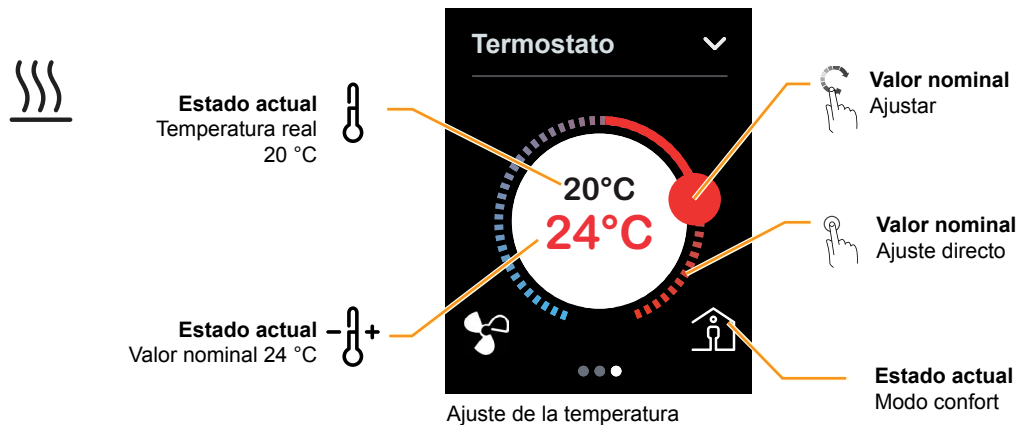 Termostato
Estado actual
Temperatura real
20 °C
Valor nominal
Ajustar
20°C
24°C
Valor nominal
Ajuste directo
Estado actual
Valor nominal 24 °C
Estado actual
Modo confort
Ajuste de la temperatura